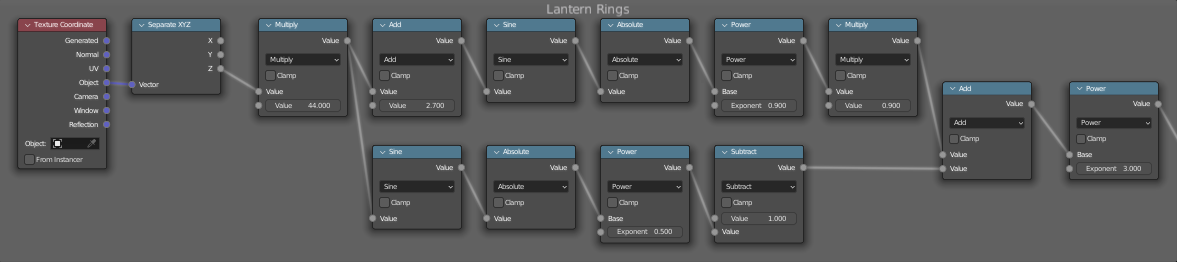 Lantern Rings
Texture Coordinate
Generated
Normal
UV
Object
Camera
Window
Reflection
Object:
From Instancer
Separate XYZ
X
Y
Z
Vector
Multiply
Value
Multiply
Clamp
Value
Value 44.000
Add
Value
Add
Clamp
Value
Value 2.700
Sine
Value
Sine
Clamp
Value
Absolute
Value
Absolute
Clamp
Value
Power
Value
Power
Clamp
Base
Exponent 0.900
Multiply
Value
Multiply
Clamp
Value
Value 0.900
Sine
Value
Sine
Clamp
Value
Absolute
Value
Absolute
Clamp
Value
Power
Value
Power
Clamp
Base
Exponent 0.500
Subtract
Value
Subtract
Clamp
Value 1.000
Value
Add
Value
Add
Clamp
Value
Value
Power
Value
Power
Clamp
Base
Exponent 3.000